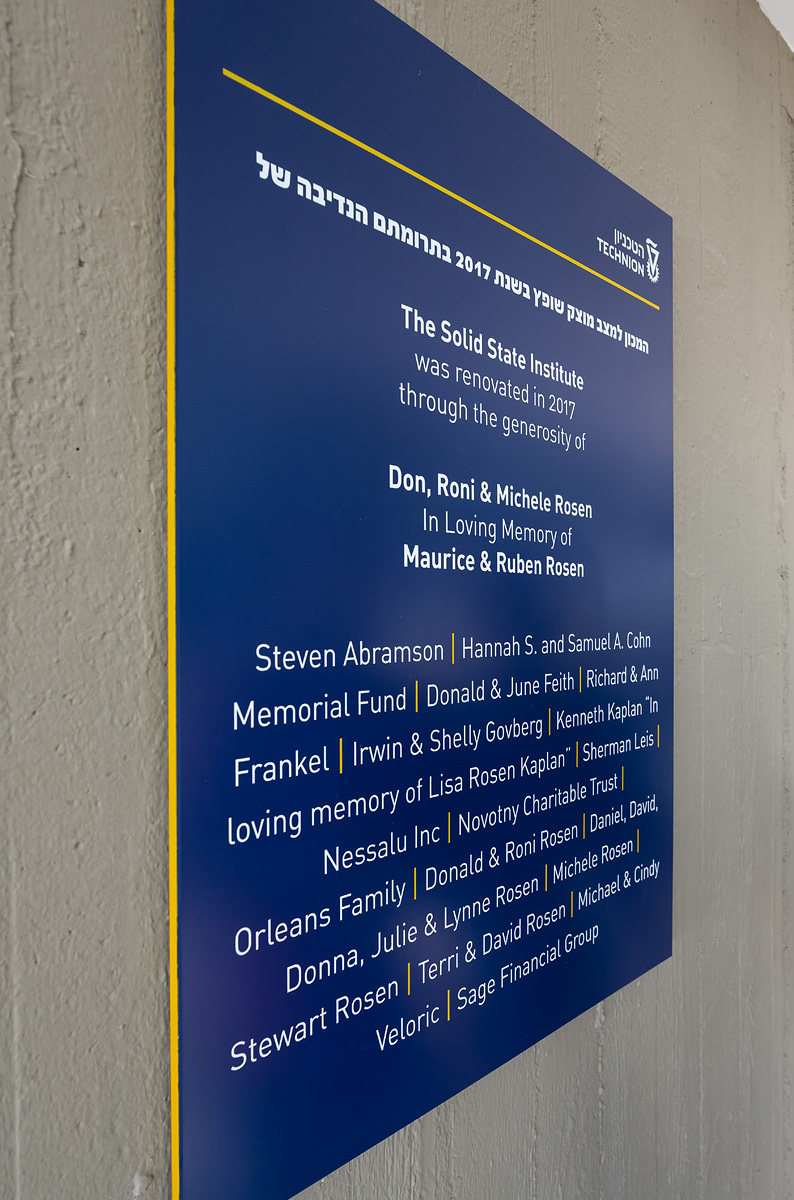 הטכניון
TECHNION
המכון למצב מוצק שופץ בשנת 2017 בתרומתם הנדיבה של
The Solid State Institute
was renovated in 2017
through the generosity of
Don, Roni & Michele Rosen
In Loving Memory of
Maurice & Ruben Rosen
Steven Abramson | Hannah S. and Samuel A. Cohn
Memorial Fund | Donald & June Feith | Richard & Ann
Frankel | Irwin & Shelly Govberg | Kenneth Kaplan "In
loving memory of Lisa Rosen Kaplan" | Sherman Leis |
Nessalu Inc | Novotny Charitable Trust |
Orleans Family | Donald & Roni Rosen | Daniel, David,
Donna, Julie & Lynne Rosen | Michele Rosen |
Stewart Rosen | Terri & David Rosen | Michael & Cindy
Veloric | Sage Financial Group